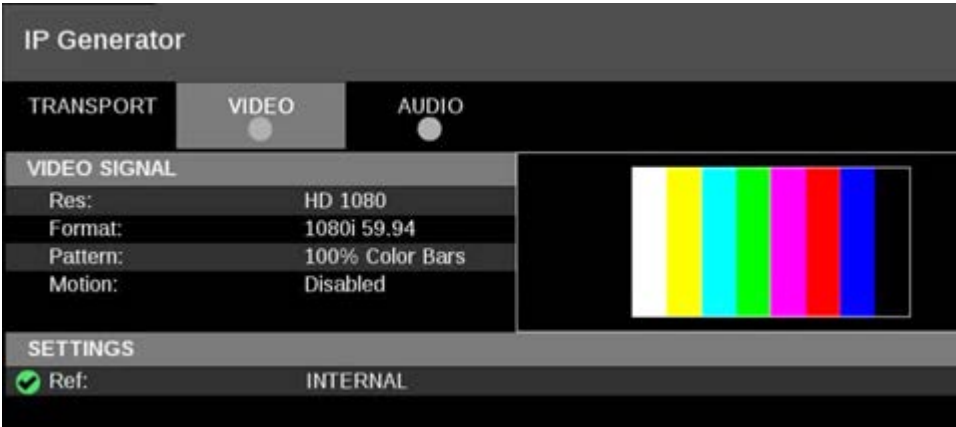 IP Generator
TRANSPORT VIDEO AUDIO
VIDEO SIGNAL
Res: HD 1080
Format: 1080i 59.94
Pattern: 100% Color Bars
Motion: Disabled
SETTINGS
Ref: INTERNAL